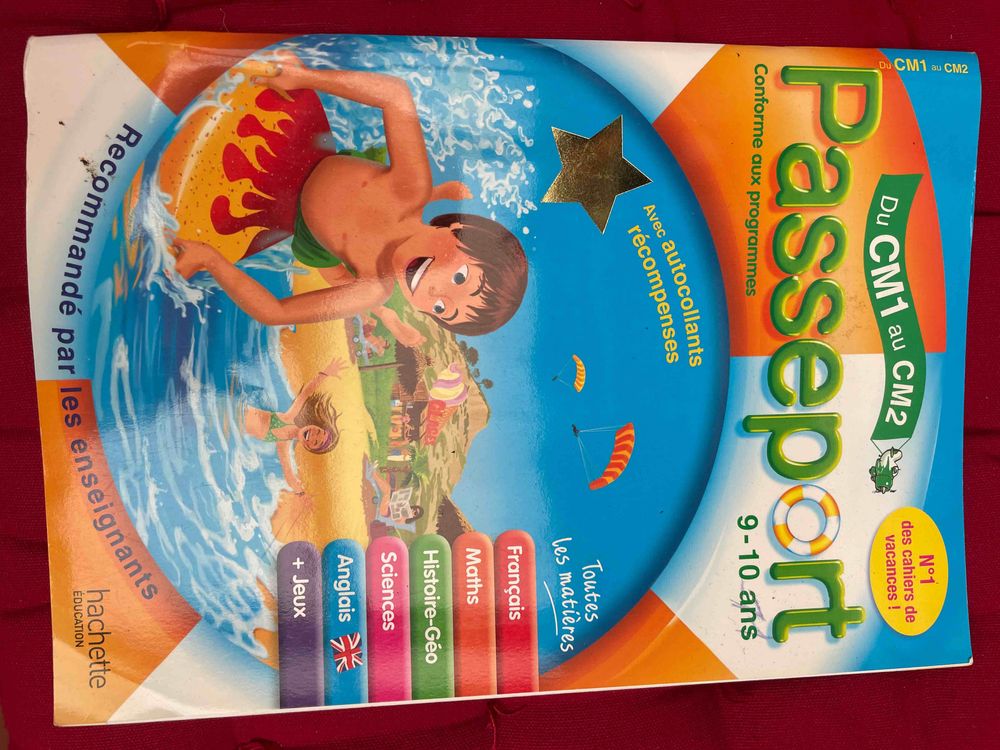 Du CM1 au CM2
Passeport
Du CM1 au CM2
Conforme aux programmes
9-10 ans
N°1
des cahiers de
vacances !
Avec autocollants
récompenses
Toutes
les matières
Français
Maths
Histoire-Géo
Sciences
Anglais
+ Jeux
Recommandé par les enseignants
hachette
ÉDUCATION